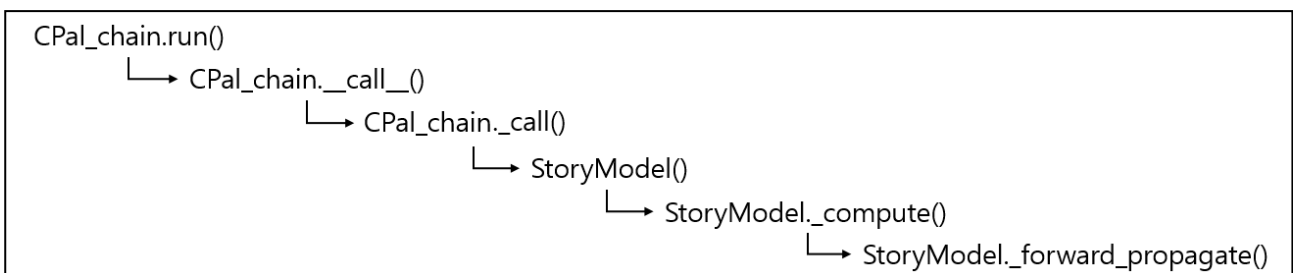 CPal_chain.run()
CPal_chain.__call__()
CPal_chain._call()
StoryModel()
StoryModel._compute()
StoryModel._forward_propagate()